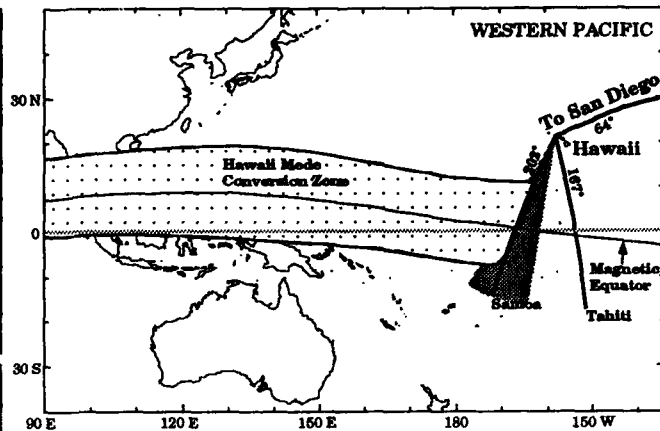 WESTERN PACIFIC
30 N
To San Diego
64°
Hawaii
202°
167°
Hawaii Mode
Conversion Zone
0
Magnetic
Equator
Samoa
Tahiti
30 S
90 E
120 E
150 E
180
150 W